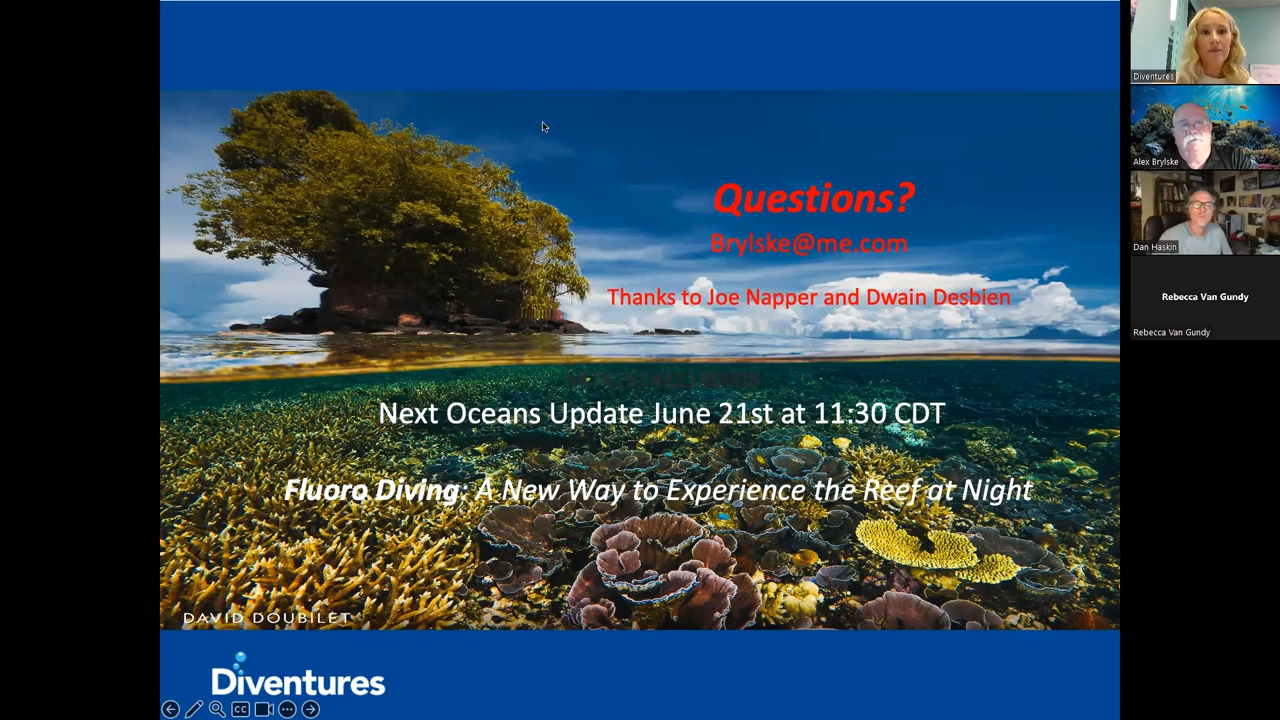 Questions?
Brylske@me.com
Thanks to Joe Napper and Dwain Desbien
Next Oceans Update June 21st at 11:30 CDT
Fluoro Diving: A New Way to Experience the Reef at Night
DAVID DOUBILET
Diventures
CC
Diventures
Alex Brylske
Dan Haskin
Rebecca Van Gundy
Rebecca Van Gundy